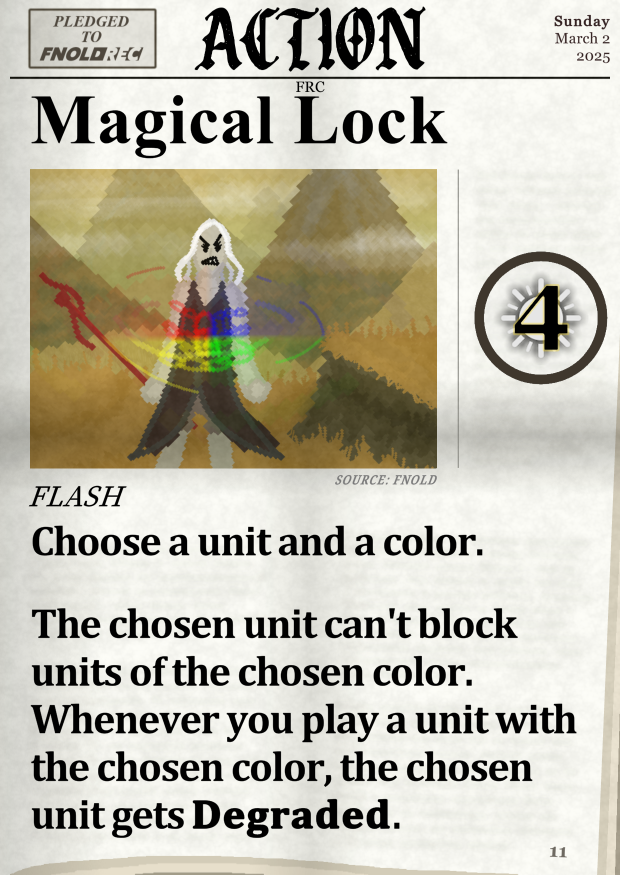 PLEDGED
TO
FNOLDREC
ACTION
Sunday
March 2
2025
FRC
Magical Lock
4
SOURCE: FNOLD
FLASH
Choose a unit and a color.
The chosen unit can't block
units of the chosen color.
Whenever you play a unit with
the chosen color, the chosen
unit gets Degraded.
11